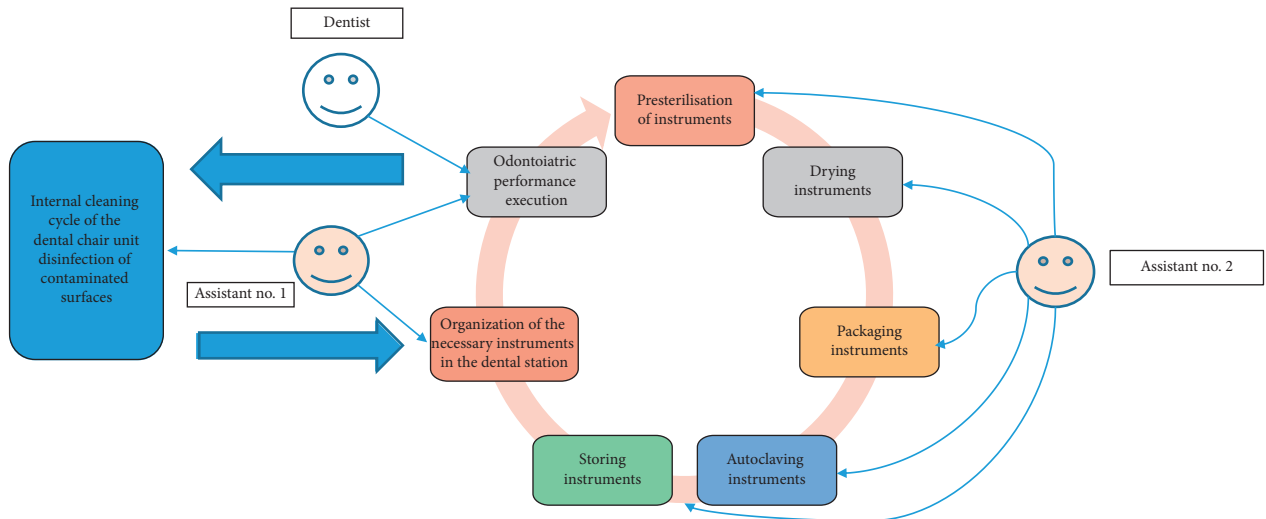 Dentist
Presterilisation
of instruments
Odontoiatric
performance
execution
Drying
instruments
Internal cleaning
cycle of the
dental chair unit
disinfection of
contaminated
surfaces
Assistant no. 1
Assistant no. 2
Organization of the
necessary instruments
in the dental station
Packaging
instruments
Storing
instruments
Autoclaving
instruments